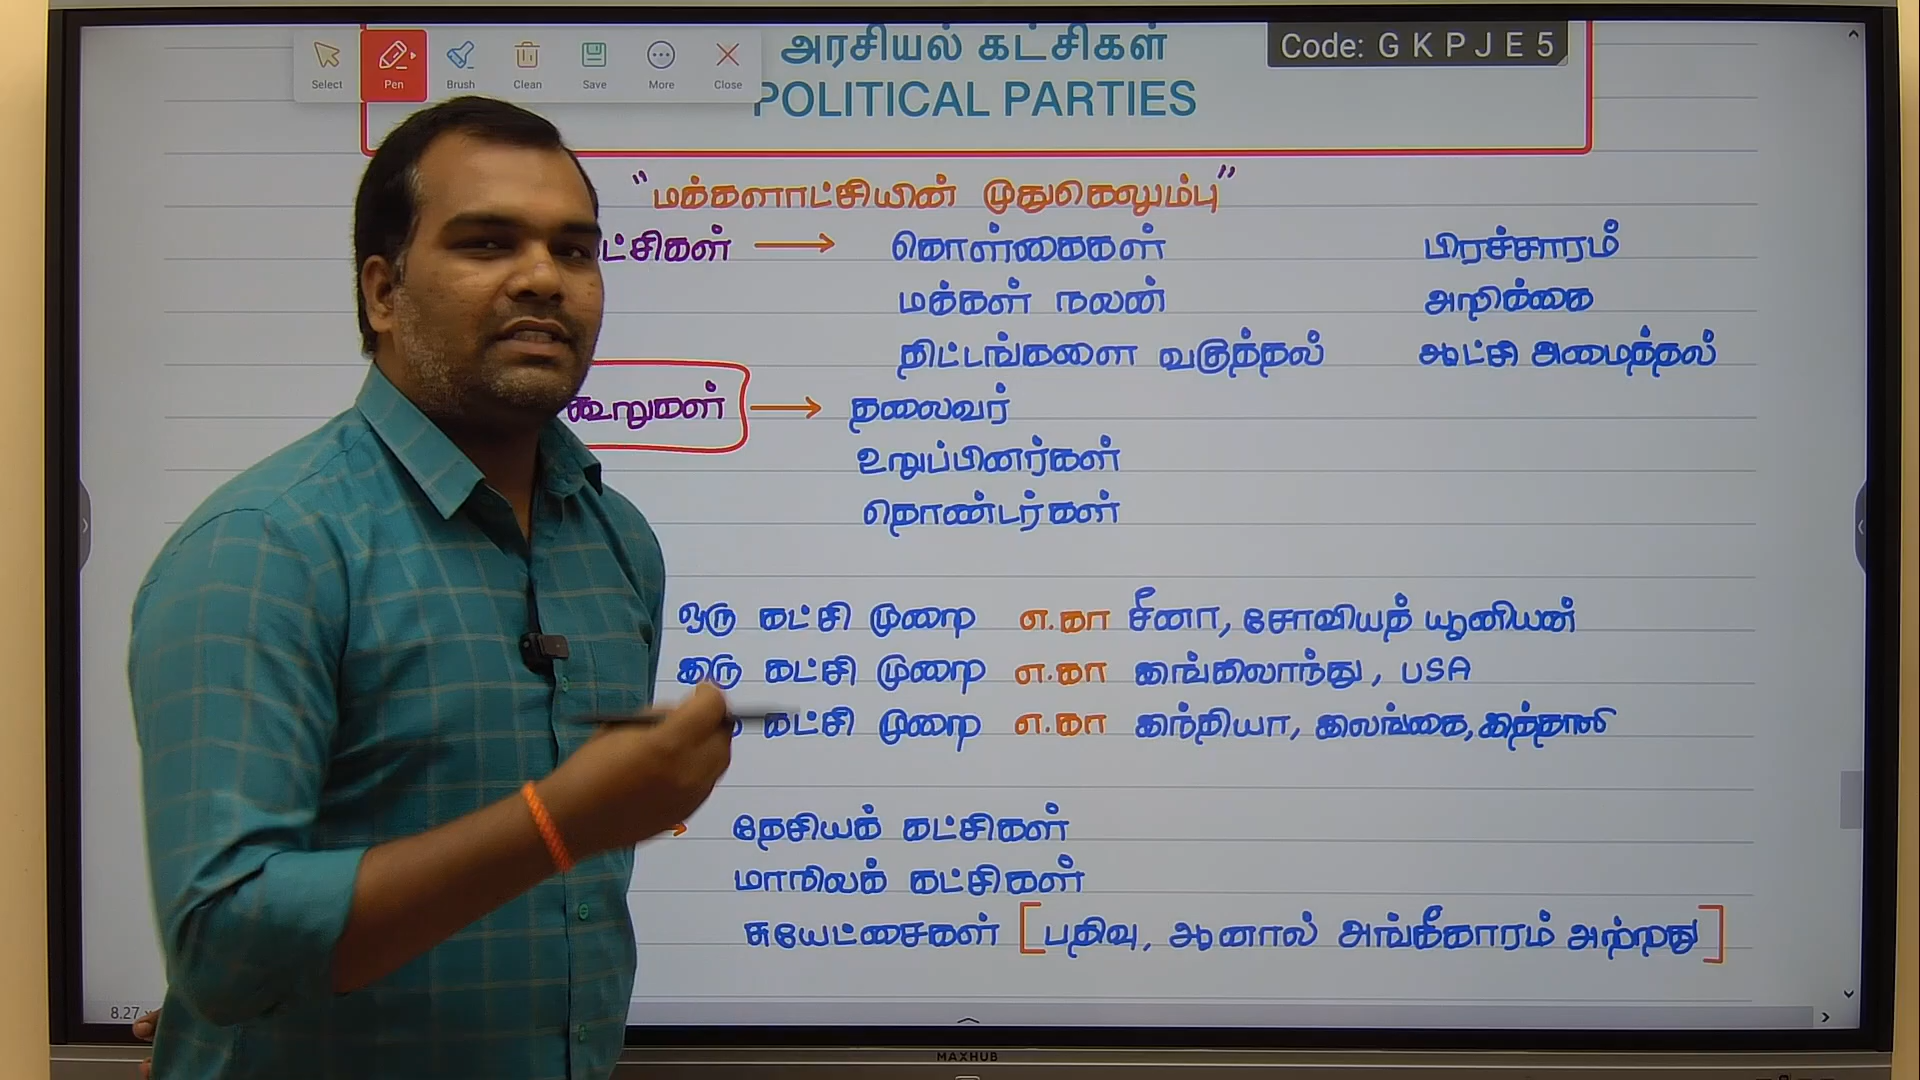 அரசியல் கட்சிகள்
Code: G K P J E 5
Select Pen Brush Clean Save More Close
POLITICAL PARTIES
"மக்களாட்சியின் முதுகெலும்பு"
ட்சிகள் → கொள்கைகள் பிரச்சாரம்
மக்கள் நலன் அறிக்கை
திட்டங்களை வகுத்தல் ஆட்சி அமைத்தல்
கூறுகள் → தலைவர்
உறுப்பினர்கள்
தொண்டர்கள்
ஒரு கட்சி முறை எ.கா சீனா, சோவியத் யூனியன்
இரு கட்சி முறை எ.கா இங்கிலாந்து, USA
கட்சி முறை எ.கா இந்தியா, இலங்கை, இத்தாலி
தேசியக் கட்சிகள்
மாநிலக் கட்சிகள்
சுயேட்சைகள் [பதிவு, ஆனால் அங்கீகாரம் அற்றது]
8.27
MAXHUB